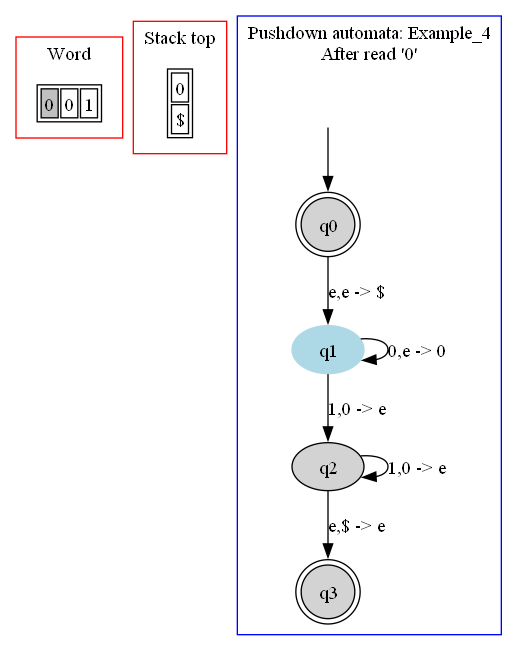 Word
0 0 1
Stack top
0
$
Pushdown automata: Example_4
After read '0'
q0
e,e -> $
q1
0,e -> 0
1,0 -> e
q2
1,0 -> e
e,$ -> e
q3